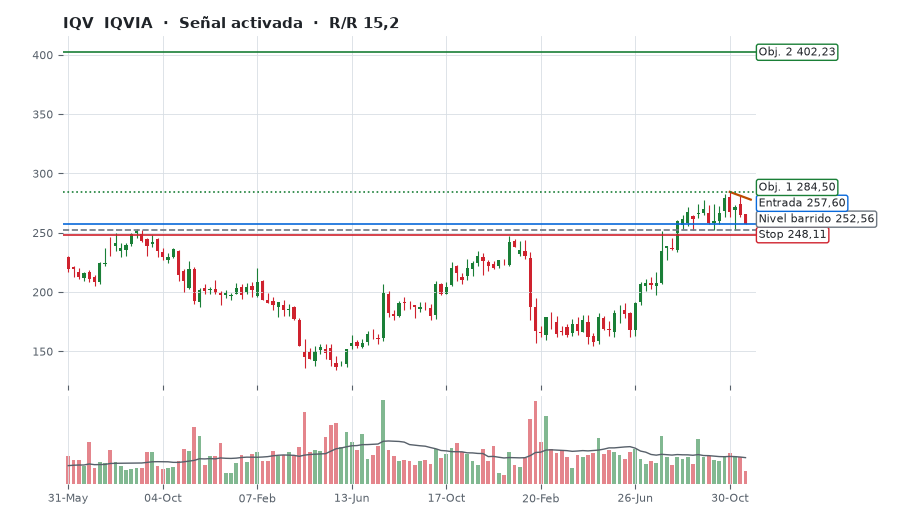 IQV IQVIA · Señal activada · R/R 15,2
400
350
300
250
200
150
Obj. 2 402,23
Obj. 1 284,50
Entrada 257,60
Nivel barrido 252,56
Stop 248,11
31-May 04-Oct 07-Feb 13-Jun 17-Oct 20-Feb 26-Jun 30-Oct